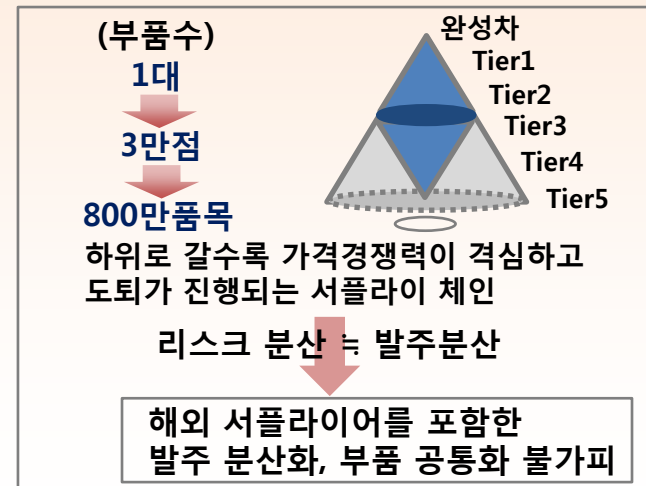 (부품수)
1대
3만점
800만품목
완성차
Tier1
Tier2
Tier3
Tier4
Tier5
하위로 갈수록 가격경쟁력이 격심하고
도퇴가 진행되는 서플라이 체인
리스크 분산 ≒ 발주분산
해외 서플라이어를 포함한
발주 분산화, 부품 공통화 불가피